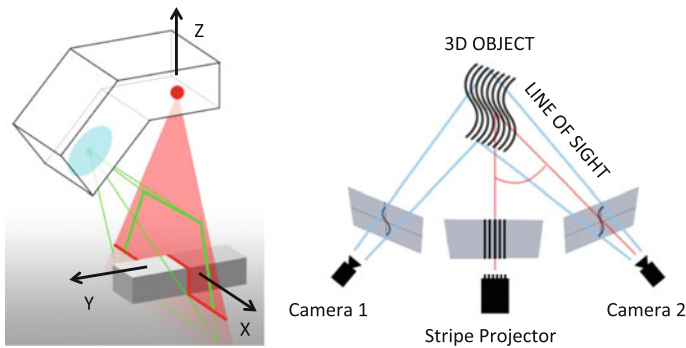 Z
Y
X
3D OBJECT
LINE OF SIGHT
Camera 1
Stripe Projector
Camera 2